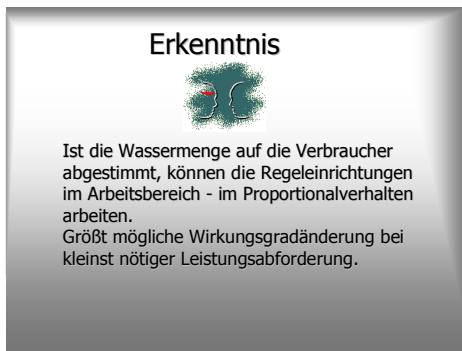 Erkenntnis
Ist die Wassermenge auf die Verbraucher
abgestimmt, können die Regeleinrichtungen
im Arbeitsbereich - im Proportionalverhalten
arbeiten.
Größt mögliche Wirkungsgradänderung bei
kleinst nötiger Leistungsabforderung.